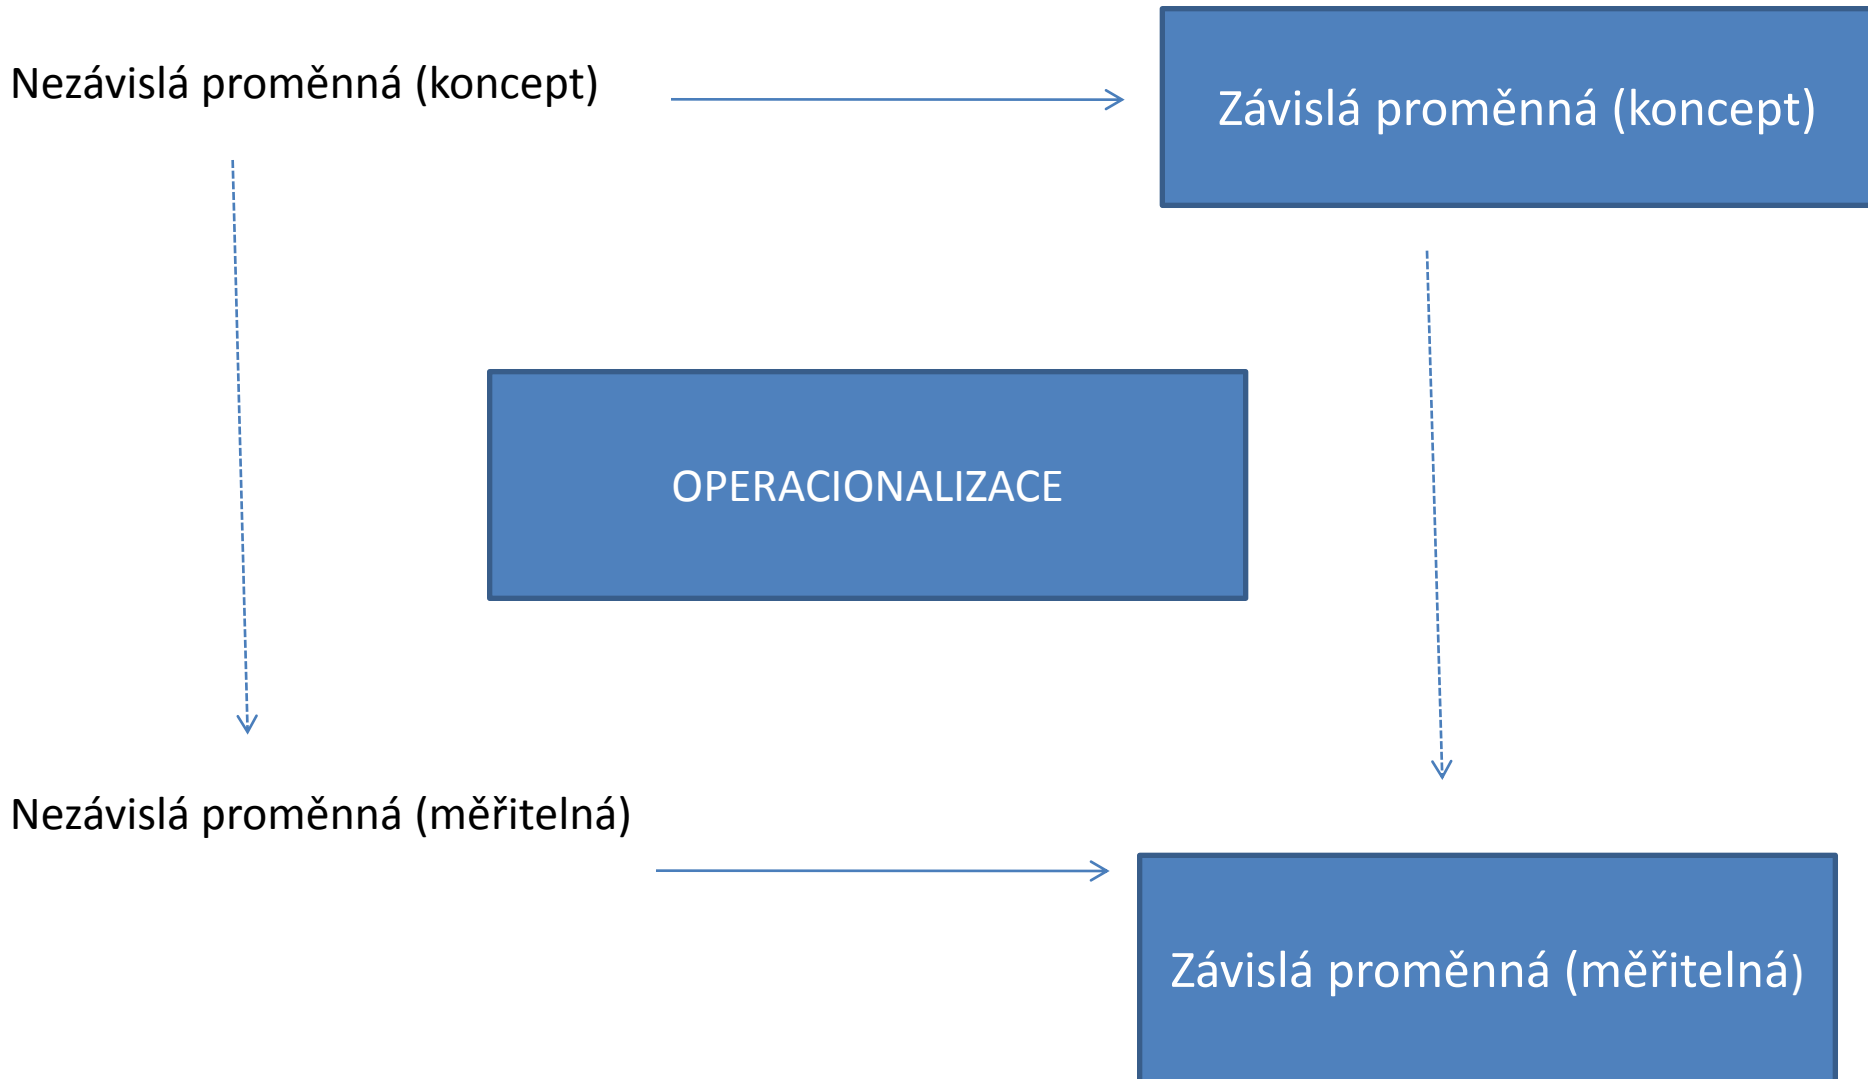 Nezávislá proměnná (koncept)
Závislá proměnná (koncept)
OPERACIONALIZACE
Nezávislá proměnná (měřitelná)
Závislá proměnná (měřitelná)